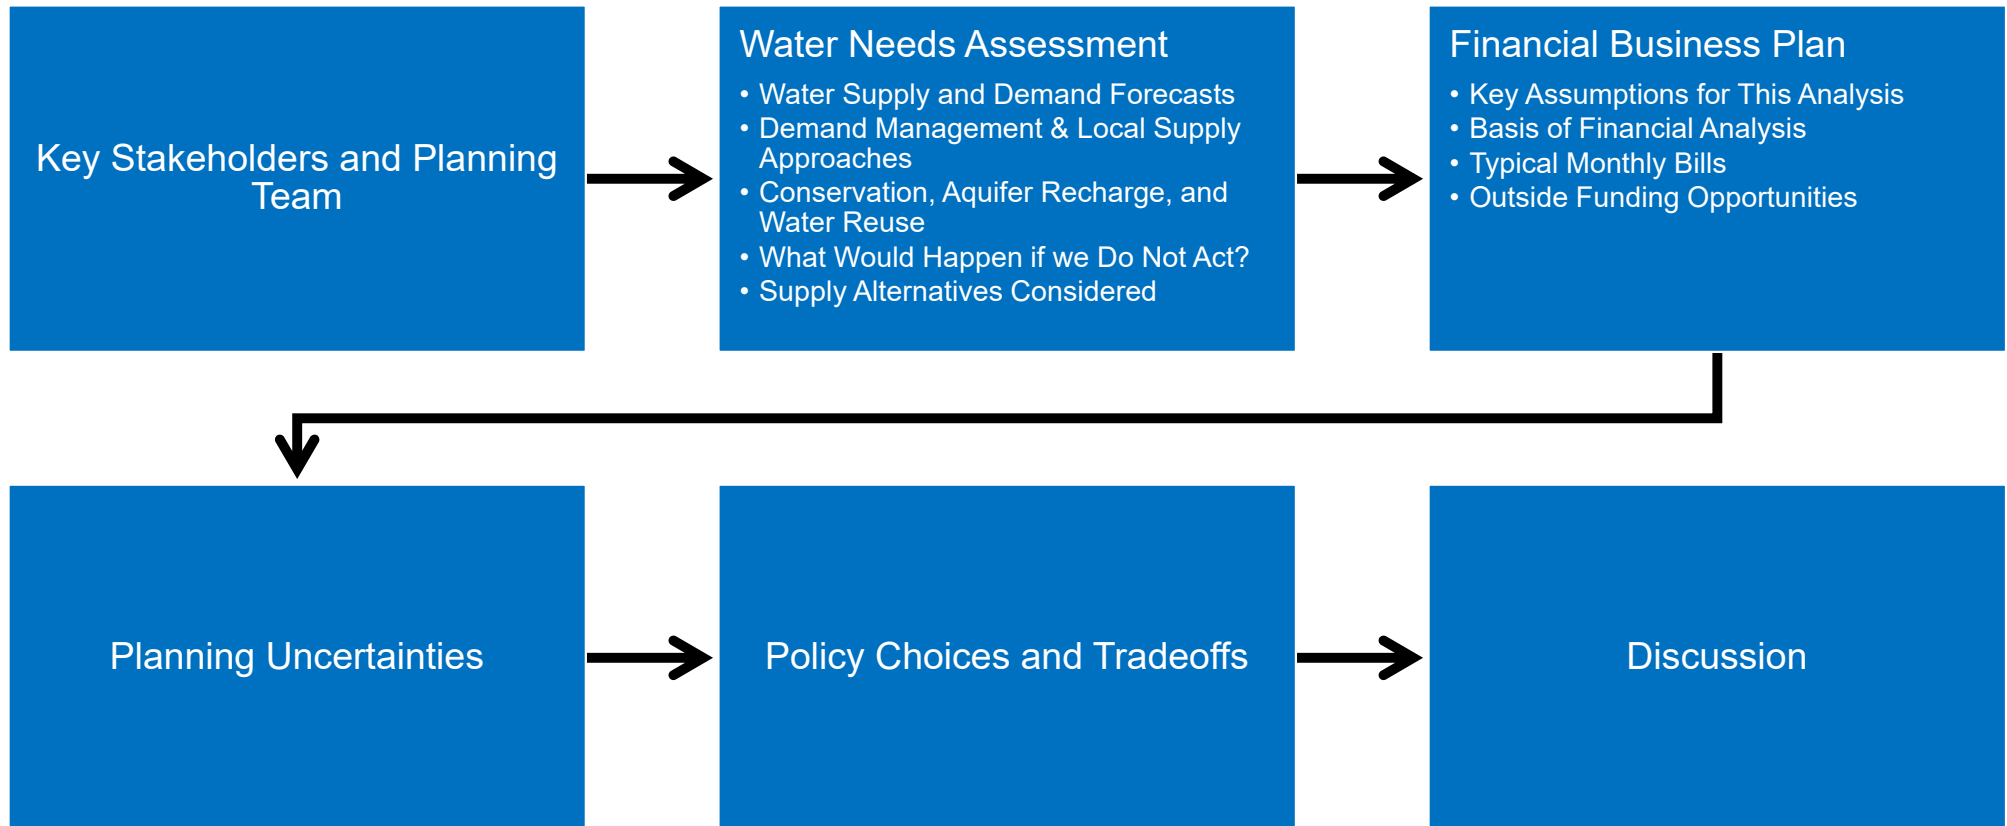 Key Stakeholders and Planning
Team
Water Needs Assessment
• Water Supply and Demand Forecasts
• Demand Management & Local Supply
Approaches
• Conservation, Aquifer Recharge, and
Water Reuse
• What Would Happen if we Do Not Act?
• Supply Alternatives Considered
Financial Business Plan
• Key Assumptions for This Analysis
• Basis of Financial Analysis
• Typical Monthly Bills
• Outside Funding Opportunities
Planning Uncertainties
Policy Choices and Tradeoffs
Discussion